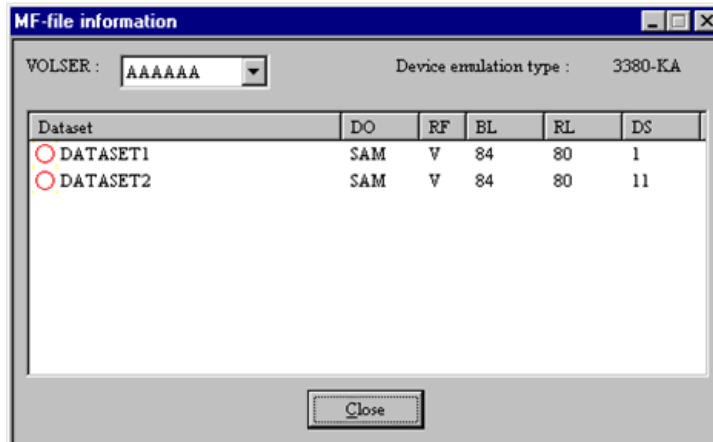 MF-file information
VOLSER : AAAAAA Device emulation type : 3380-KA
Dataset DO RF BL RL DS
DATASET1 SAM V 84 80 1
DATASET2 SAM V 84 80 11
Close